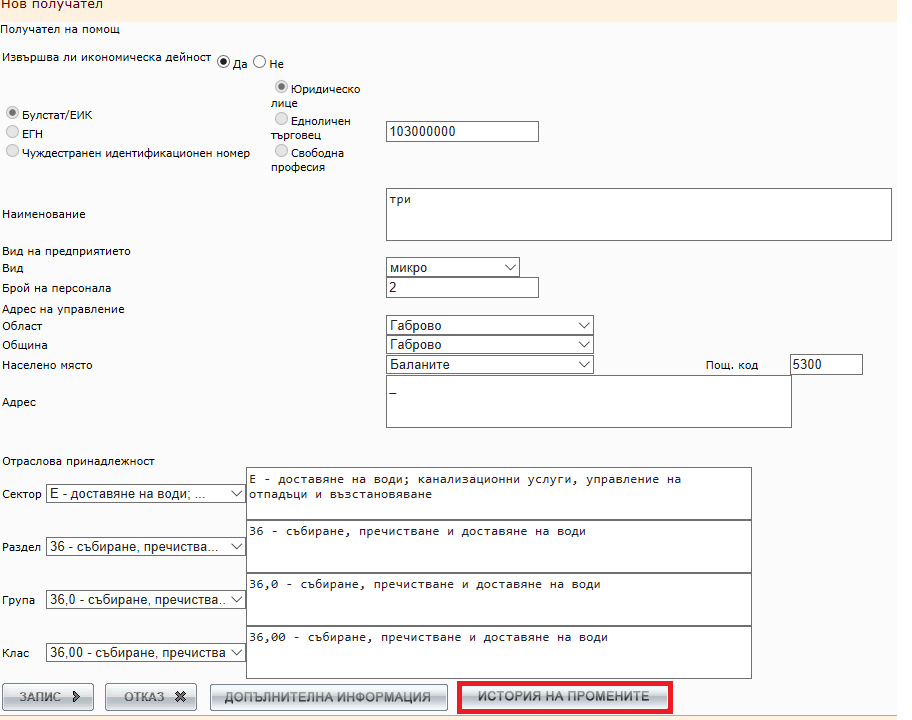 Нов получател
Получател на помощ
Извършва ли икономическа дейност Да Не
Булстат/ЕИК
ЕГН
Чуждестранен идентификационен номер
Юридическо
лице
Едноличен
търговец
Свободна
професия
103000000
Наименование
три
Вид на предприятието
Вид микро
Брой на персонала 2
Адрес на управление
Област Габрово
Община Габрово
Населено място Баланите Пощ. код 5300
Адрес –
Отраслова принадлежност
Сектор E - доставяне на води; ...
E - доставяне на води; канализационни услуги, управление на
отпадъци и възстановяване
Раздел 36 - събиране, пречиства...
36 - събиране, пречистване и доставяне на води
Група 36,0 - събиране, пречиства..
36,0 - събиране, пречистване и доставяне на води
Клас 36,00 - събиране, пречиства
36,00 - събиране, пречистване и доставяне на води
ЗАПИС ОТКАЗ ДОПЪЛНИТЕЛНА ИНФОРМАЦИЯ ИСТОРИЯ НА ПРОМЕНИТЕ